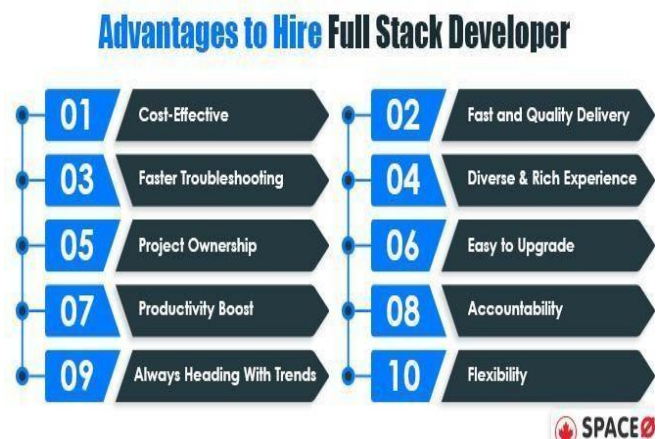 Advantages to Hire Full Stack Developer
01 Cost-Effective
02 Fast and Quality Delivery
03 Faster Troubleshooting
04 Diverse & Rich Experience
05 Project Ownership
06 Easy to Upgrade
07 Productivity Boost
08 Accountability
09 Always Heading With Trends
10 Flexibility
SPACEØ